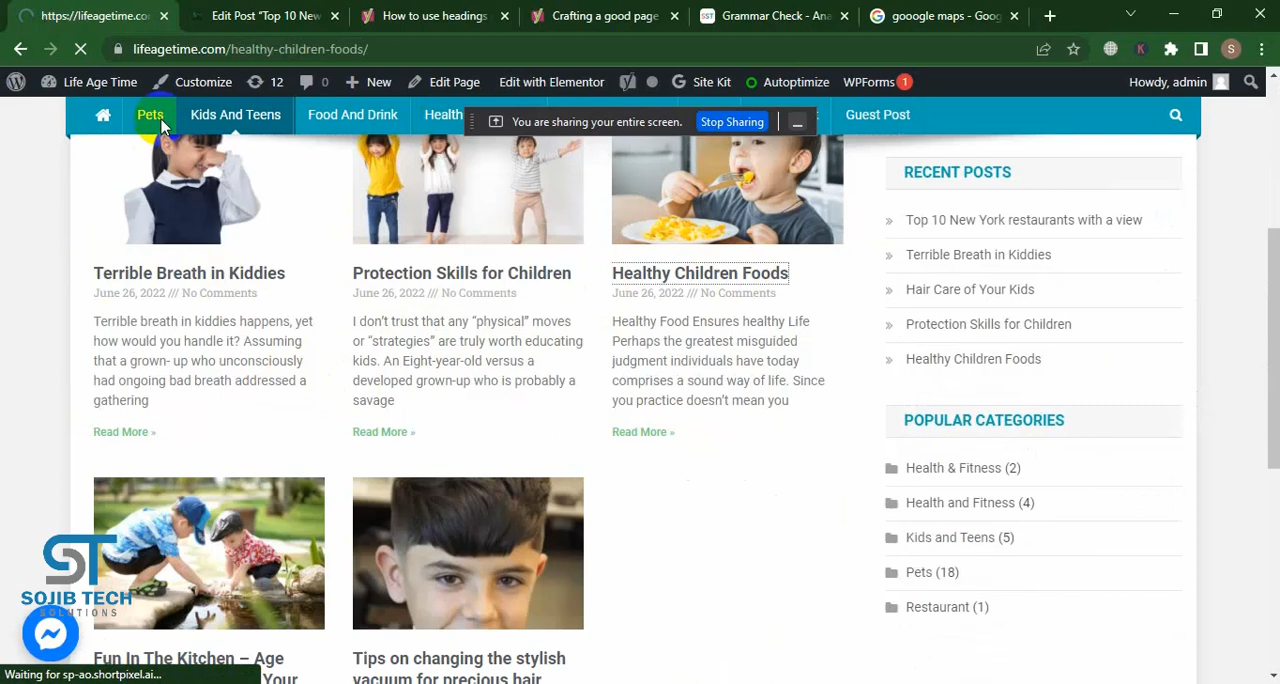 https://lifeagetime.co
Edit Post “Top 10 New
How to use headings
Crafting a good page
SST
Grammar Check - Ana
gooogle maps - Goog
lifeagetime.com/healthy-children-foods/
K
S
Life Age Time
Customize
12
New
Edit Page
Edit with Elementor
Site Kit
Autoptimize
WPForms 1
Howdy, admin
Pets
Kids And Teens
Food And Drink
Health
You are sharing your entire screen.
Stop Sharing
Guest Post
Terrible Breath in Kiddies
June 26, 2022 /// No Comments
Terrible breath in kiddies happens, yet
how would you handle it? Assuming
that a grown- up who unconsciously
had ongoing bad breath addressed a
gathering
Read More »
Protection Skills for Children
June 26, 2022 /// No Comments
I don’t trust that any “physical” moves
or “strategies” are truly worth educating
kids. An Eight-year-old versus a
developed grown-up who is probably a
savage
Read More »
Healthy Children Foods
June 26, 2022 /// No Comments
Healthy Food Ensures healthy Life
Perhaps the greatest misguided
judgment individuals have today
comprises a sound way of life. Since
you practice doesn’t mean you
Read More »
Fun In The Kitchen – Age
Your
Tips on changing the stylish
vacuum for precious hair
RECENT POSTS
Top 10 New York restaurants with a view
Terrible Breath in Kiddies
Hair Care of Your Kids
Protection Skills for Children
Healthy Children Foods
POPULAR CATEGORIES
Health & Fitness (2)
Health and Fitness (4)
Kids and Teens (5)
Pets (18)
Restaurant (1)
ST
SOJIB TECH
SOLUTIONS
Waiting for sp-ao.shortpixel.ai...